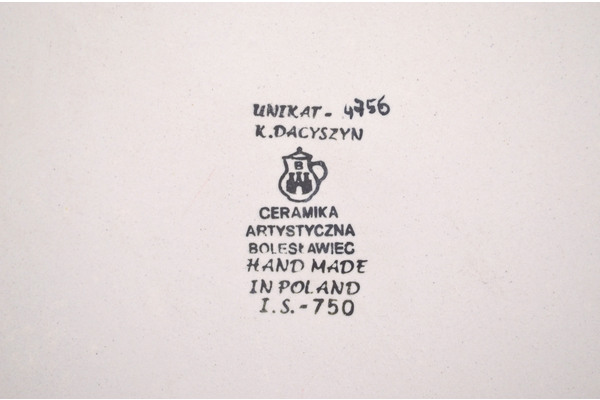 UNIKAT - 4756
K. DACYSZYN
B
CERAMIKA
ARTYSTYCZNA
BOLESŁAWIEC
HAND MADE
IN POLAND
I.S.-750